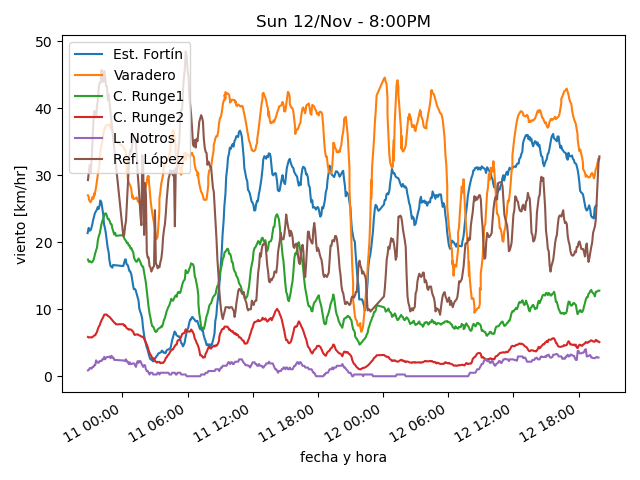 Sun 12/Nov - 8:00PM
50
40
30
20
10
0
viento [km/hr]
Est. Fortín
Varadero
C. Runge1
C. Runge2
L. Notros
Ref. López
11 00:00
11 06:00
11 12:00
11 18:00
12 00:00
12 06:00
12 12:00
12 18:00
fecha y hora